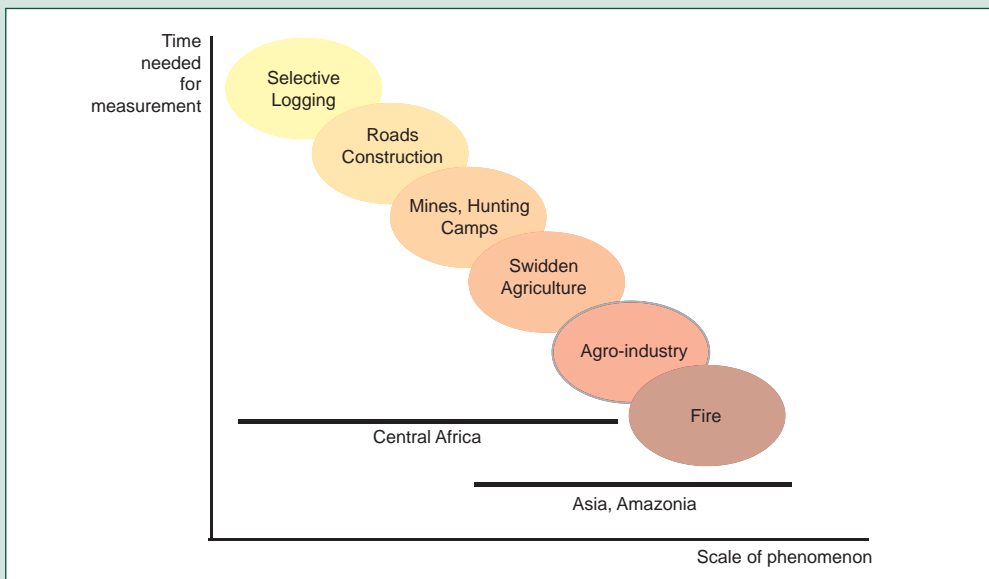 Time
needed
for
measurement
Selective
Logging
Roads
Construction
Mines, Hunting
Camps
Swidden
Agriculture
Agro-industry
Fire
Central Africa
Asia, Amazonia
Scale of phenomenon